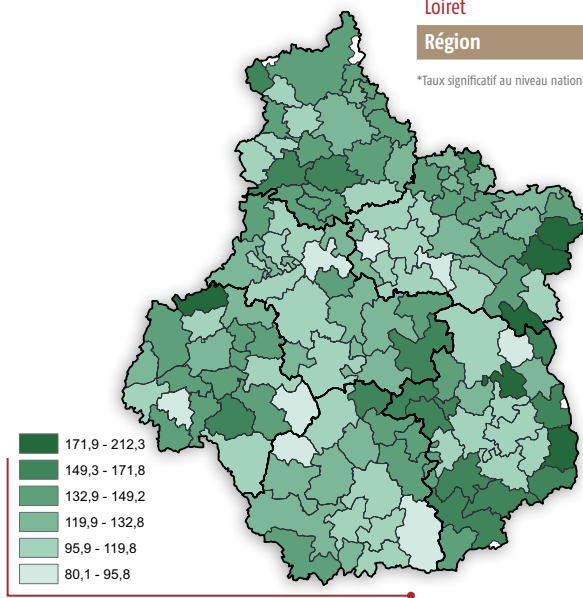 Loiret
Région
*Taux significatif au niveau nation
171,9 - 212,3
149,3 - 171,8
132,9 - 149,2
119,9 - 132,8
95,9 - 119,8
80,1 - 95,8